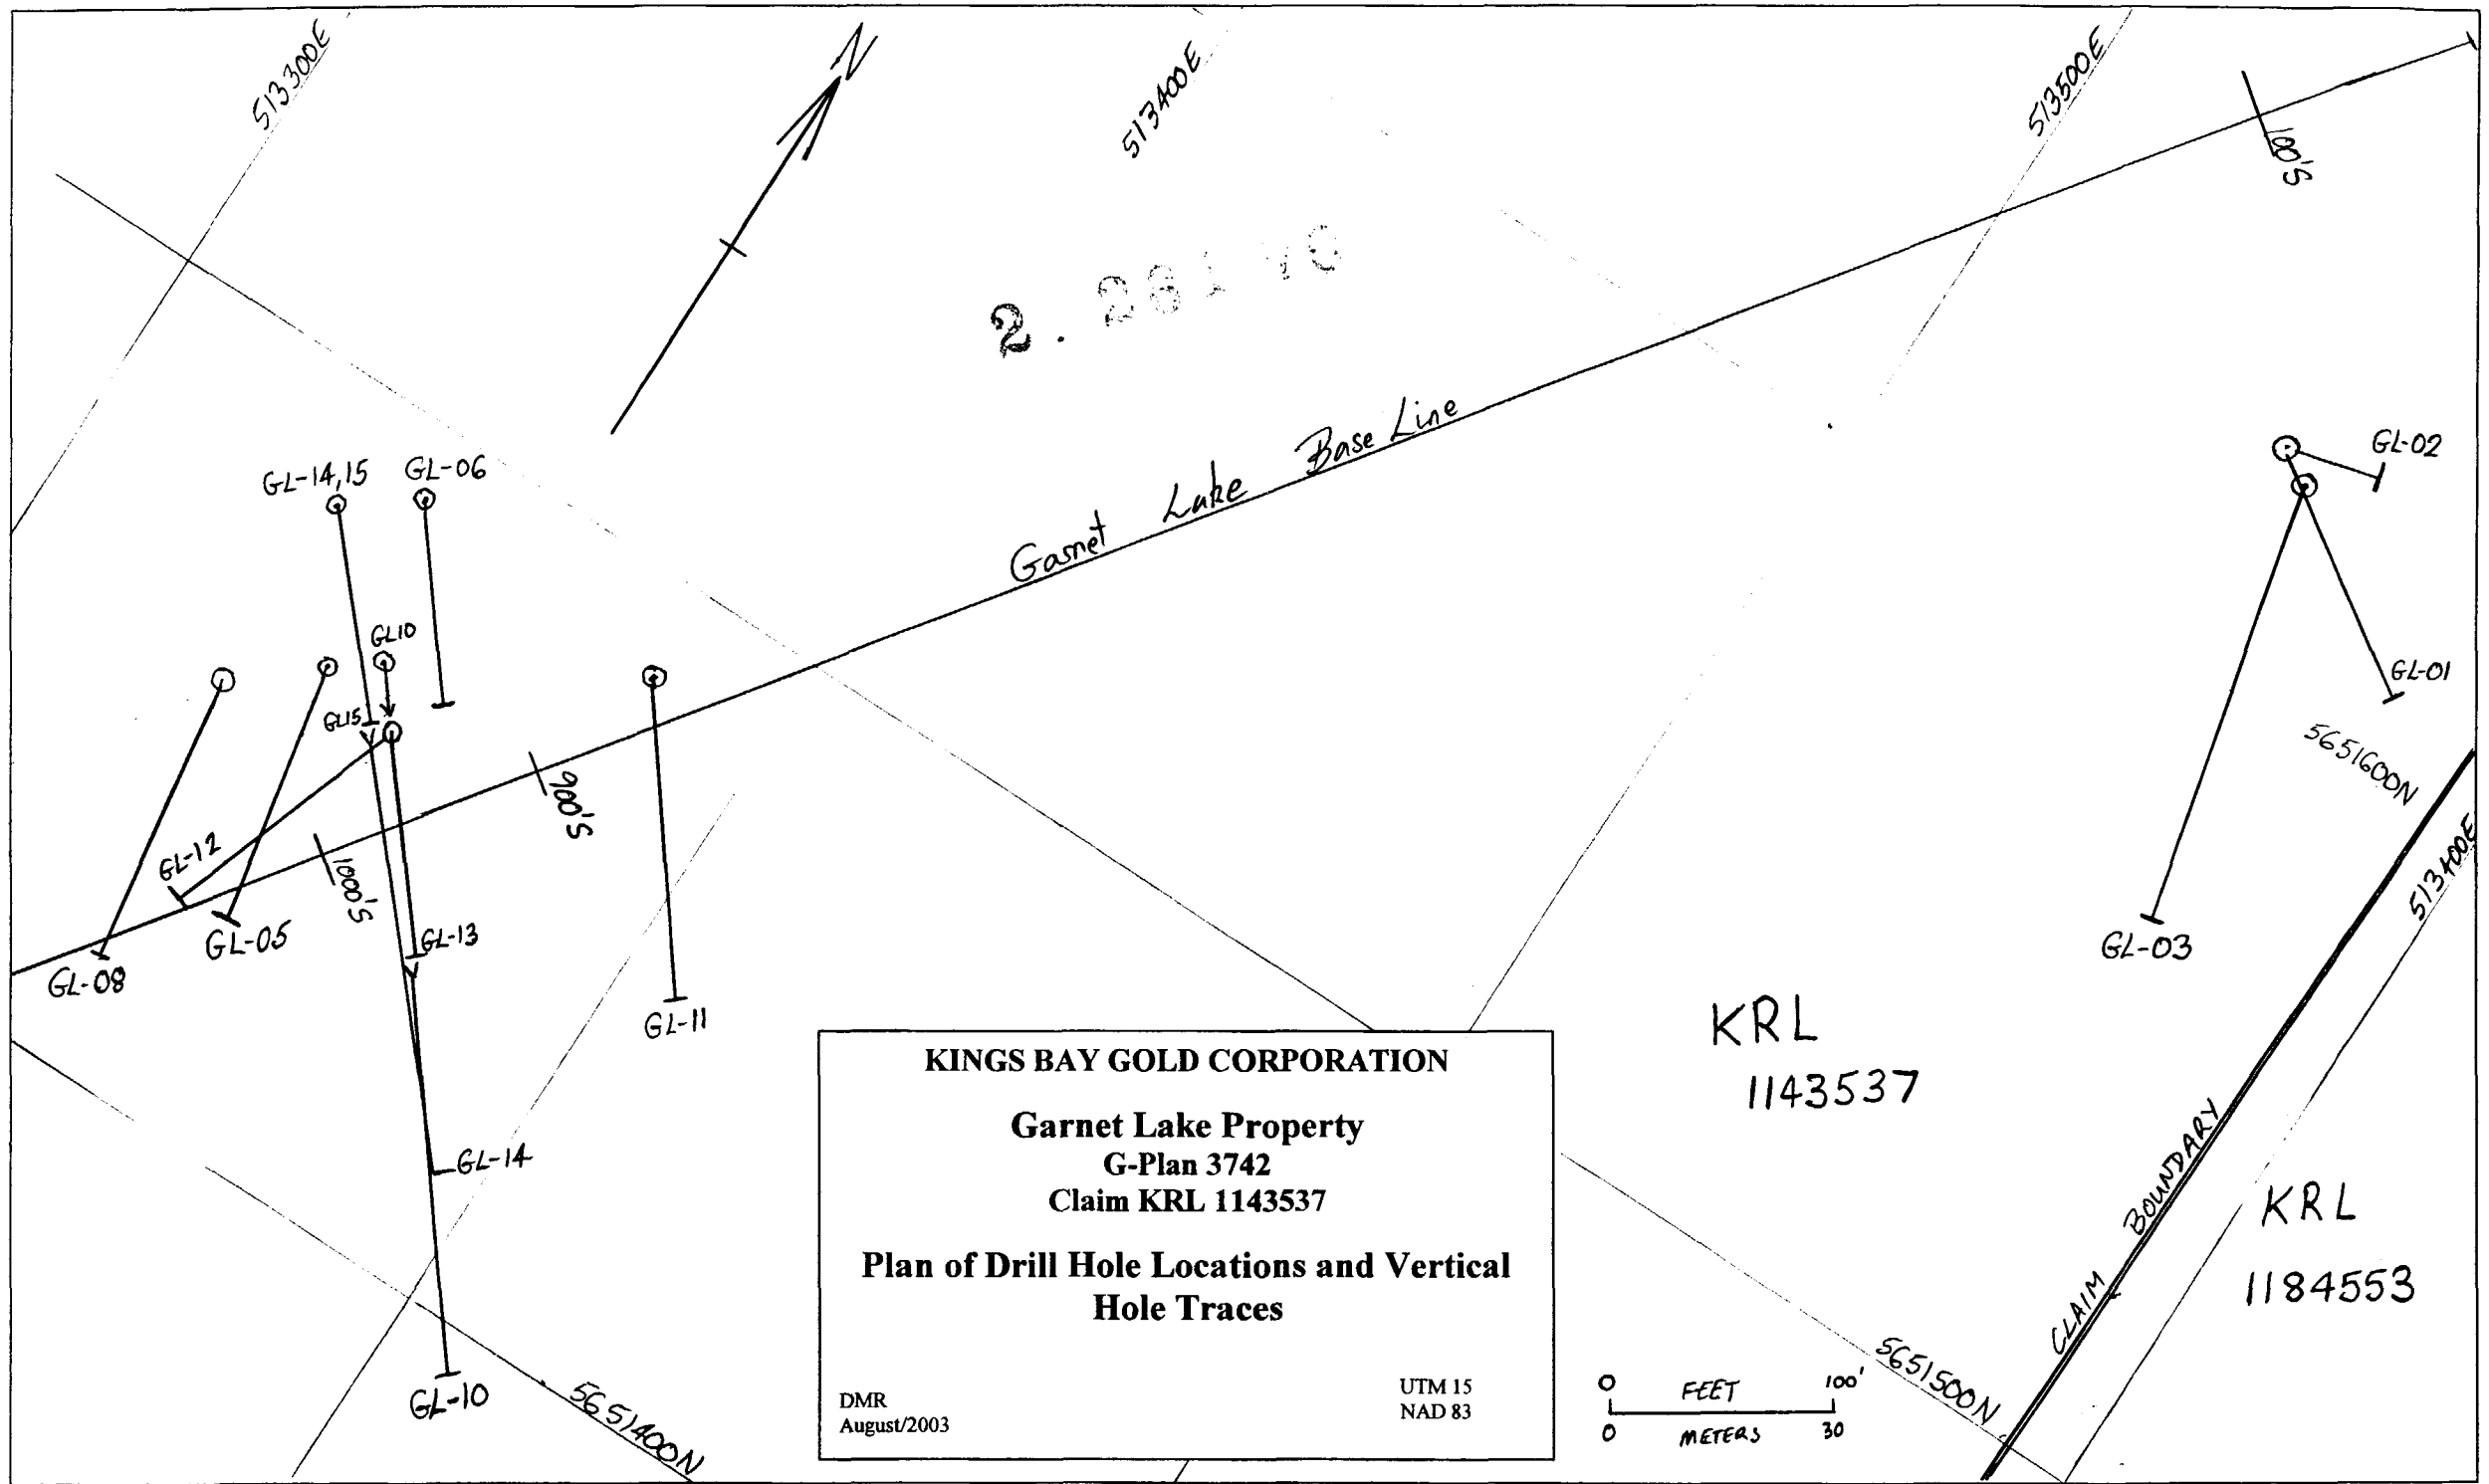 513300E
N
513400E
513500E
100'S
2.
Garnet Lake Base Line
GL-14,15
GL-06
GL-02
GL10
GL15
GL-01
5651600N
900'S
GL-12
1000'S
513400E
GL-05
GL-13
GL-03
GL-08
GL-11
KRL
1143537
KINGS BAY GOLD CORPORATION
Garnet Lake Property
G-Plan 3742
Claim KRL 1143537
Plan of Drill Hole Locations and Vertical
Hole Traces
DMR
August/2003
UTM 15
NAD 83
GL-14
CLAIM BOUNDARY
KRL
1184553
GL-10
5651400N
0 FEET 100'
0 METERS 30
5651500N